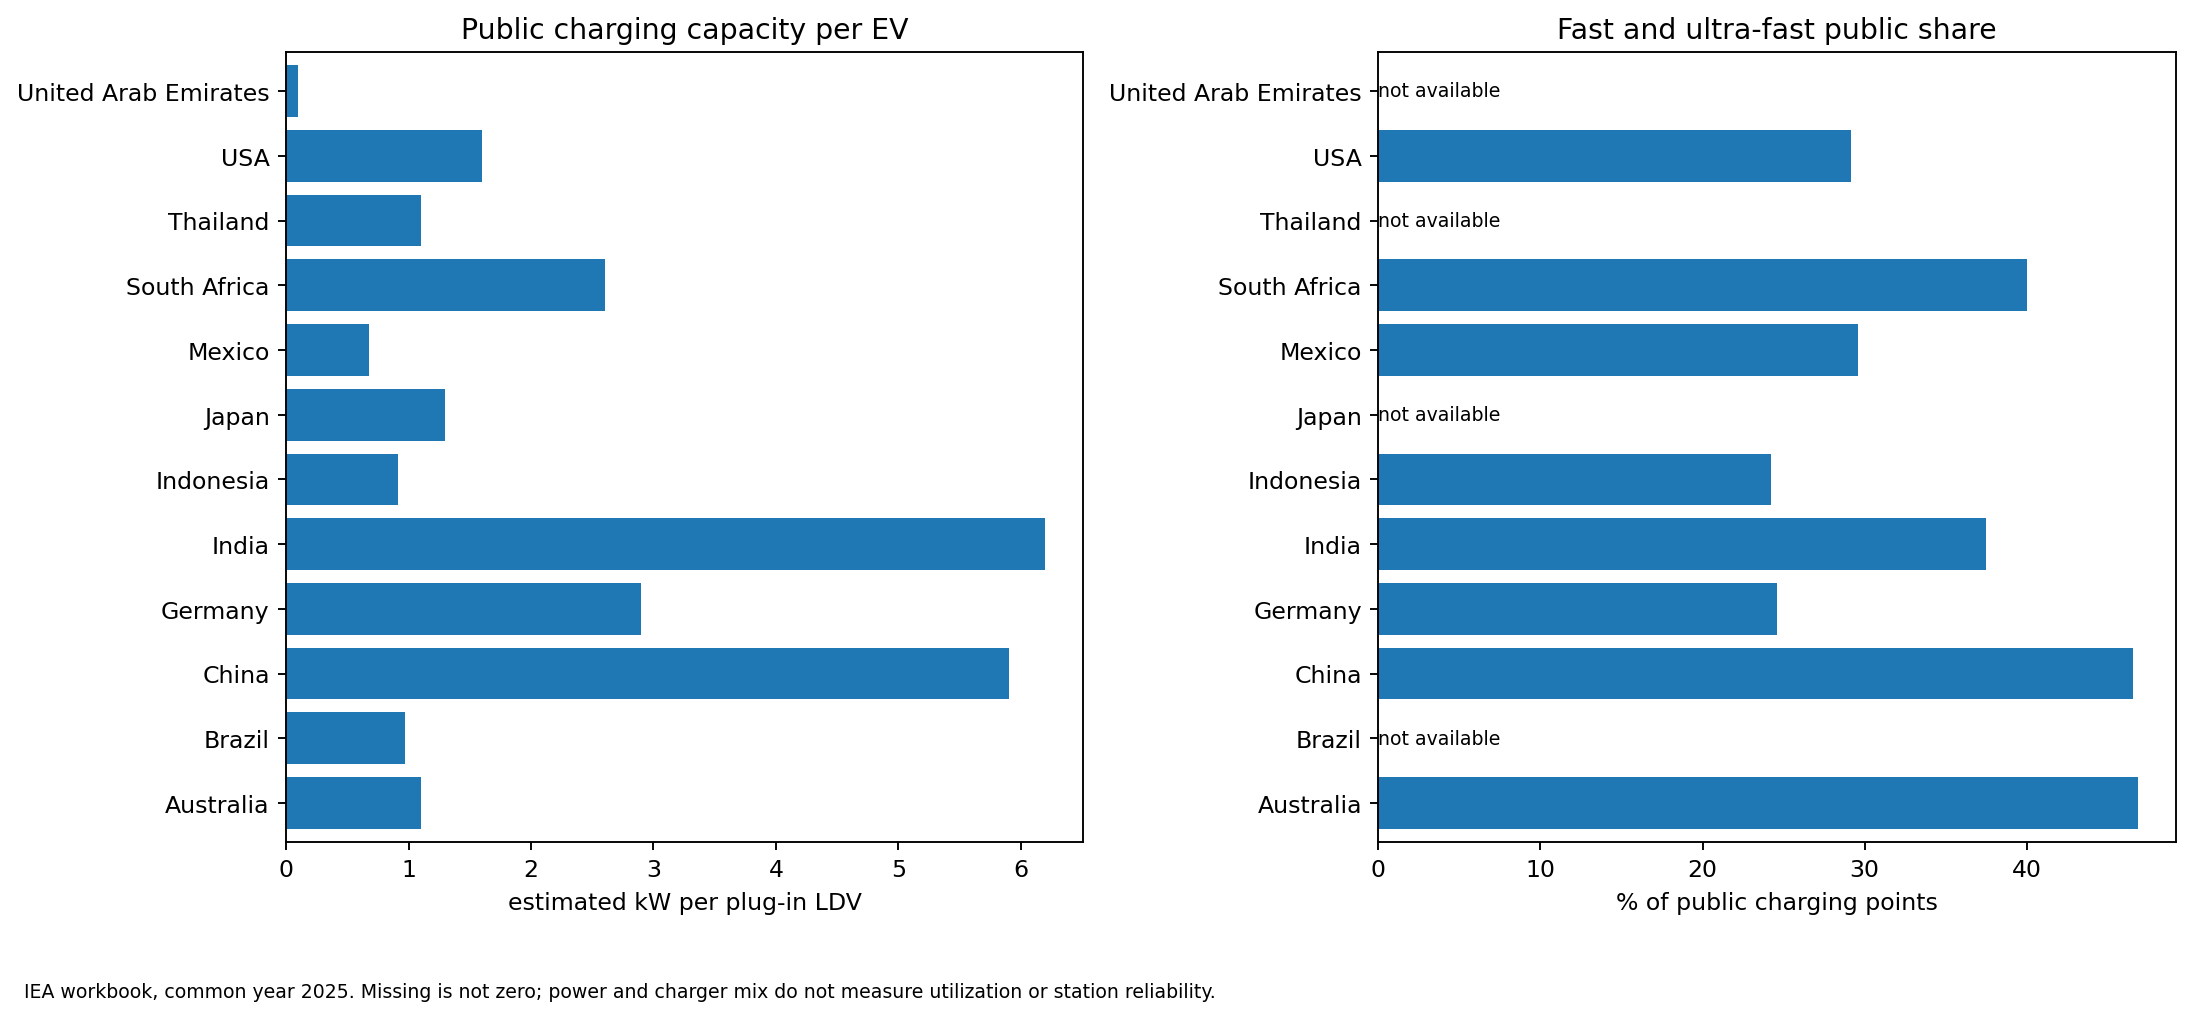 Public charging capacity per EV
United Arab Emirates
USA
Thailand
South Africa
Mexico
Japan
Indonesia
India
Germany
China
Brazil
Australia
0 1 2 3 4 5 6
estimated kW per plug-in LDV
Fast and ultra-fast public share
United Arab Emirates not available
USA
Thailand not available
South Africa
Mexico
Japan not available
Indonesia
India
Germany
China
Brazil not available
Australia
0 10 20 30 40
% of public charging points
IEA workbook, common year 2025. Missing is not zero; power and charger mix do not measure utilization or station reliability.